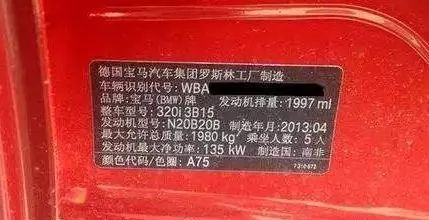 德国宝马汽车集团罗斯林工厂制造
车辆识别代号: WBA
品牌: 宝马(BMW)牌 发动机排量: 1997 ml
整车型号: 320i 3B15
发动机型号: N20B20B 制造年月: 2013.04
最大允许总质量: 1980 kg 乘坐人数: 5 人
发动机最大净功率: 135 kW 制造国: 南非
颜色代码/色圈: A75